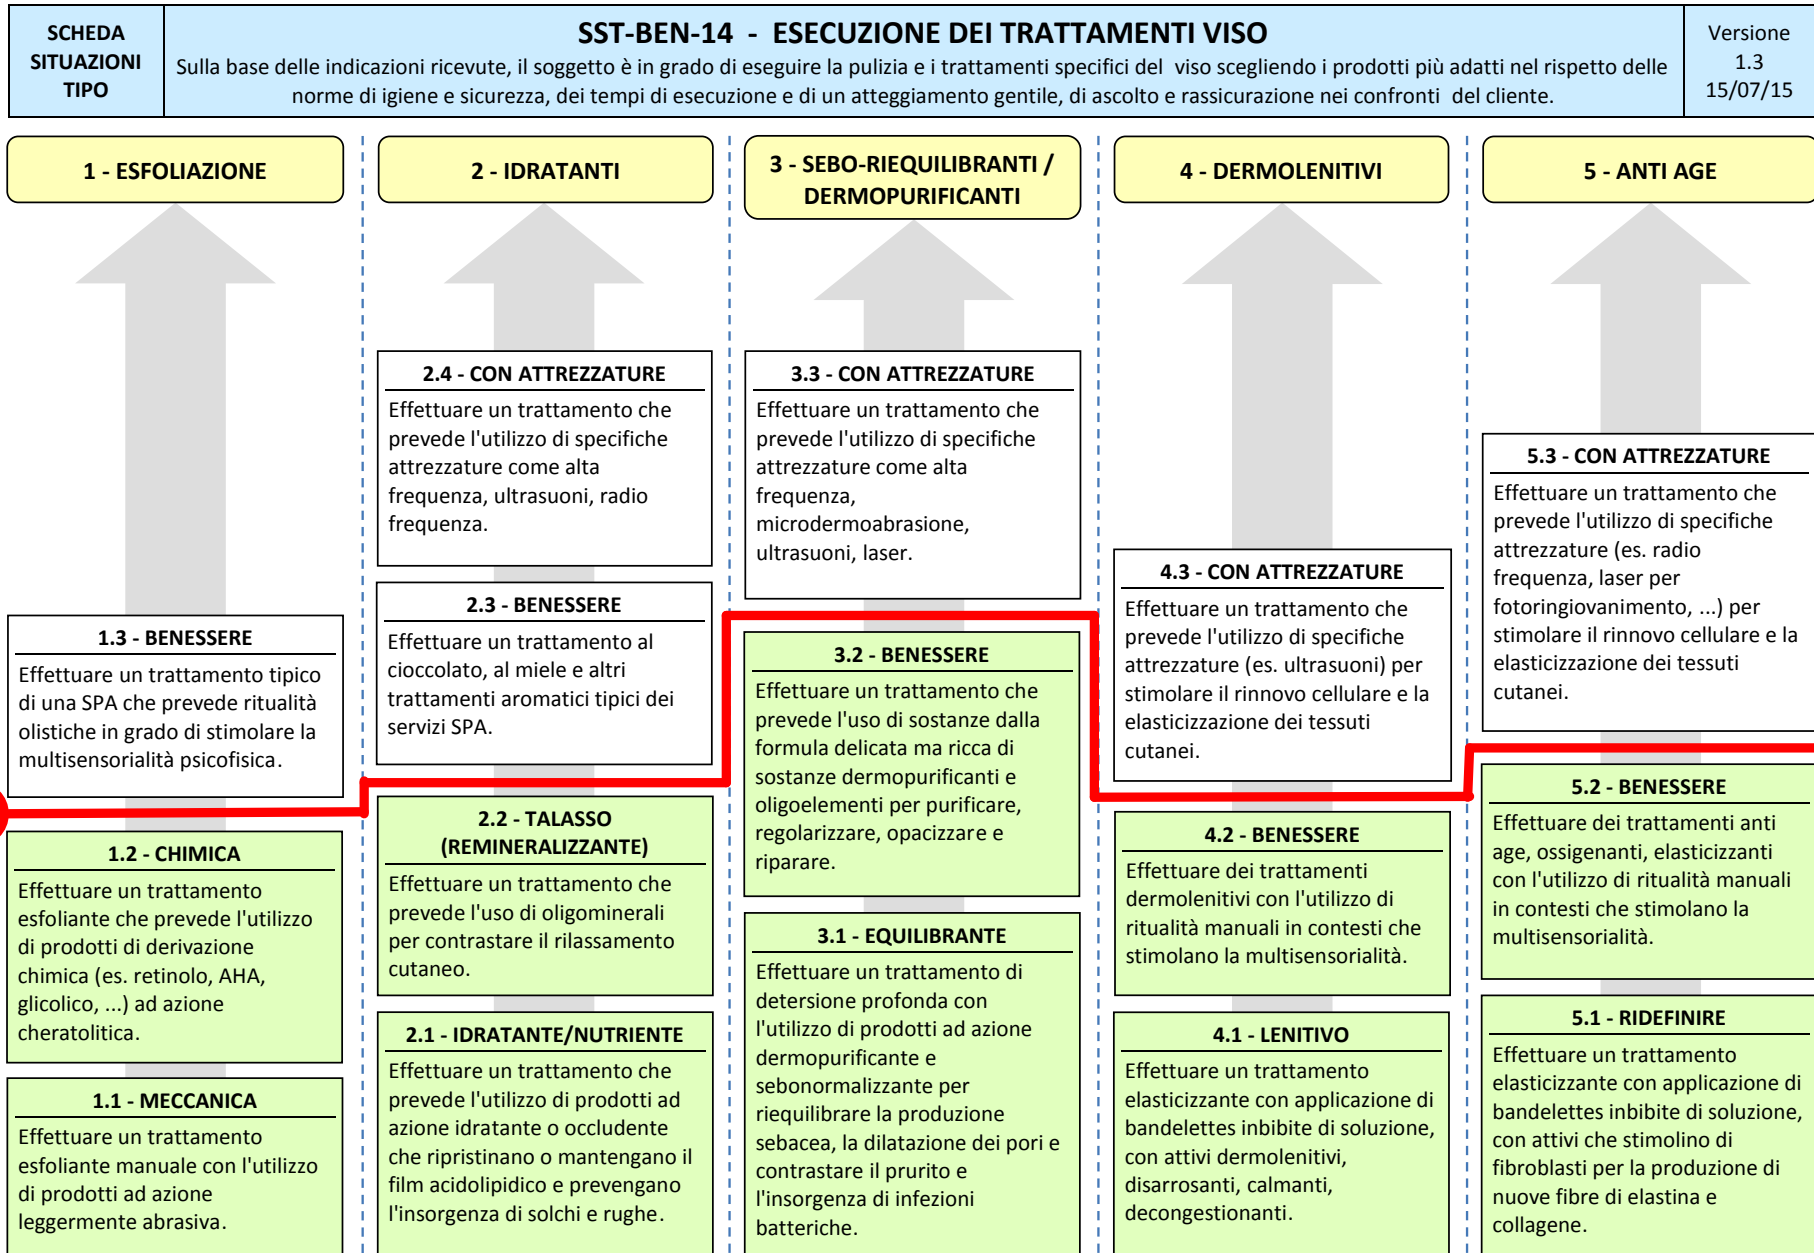 SCHEDA
SITUAZIONI
TIPO
SST-BEN-14 - ESECUZIONE DEI TRATTAMENTI VISO
Sulla base delle indicazioni ricevute, il soggetto è in grado di eseguire la pulizia e i trattamenti specifici del viso scegliendo i prodotti più adatti nel rispetto delle
norme di igiene e sicurezza, dei tempi di esecuzione e di un atteggiamento gentile, di ascolto e rassicurazione nei confronti del cliente.
Versione
1.3
15/07/15
1 - ESFOLIAZIONE
1.3 - BENESSERE
Effettuare un trattamento tipico
di una SPA che prevede ritualità
olistiche in grado di stimolare la
multisensorialità psicofisica.
1.2 - CHIMICA
Effettuare un trattamento
esfoliante che prevede l'utilizzo
di prodotti di derivazione
chimica (es. retinolo, AHA,
glicolico, ...) ad azione
cheratolitica.
1.1 - MECCANICA
Effettuare un trattamento
esfoliante manuale con l'utilizzo
di prodotti ad azione
leggermente abrasiva.
2 - IDRATANTI
2.4 - CON ATTREZZATURE
Effettuare un trattamento che
prevede l'utilizzo di specifiche
attrezzature come alta
frequenza, ultrasuoni, radio
frequenza.
2.3 - BENESSERE
Effettuare un trattamento al
cioccolato, al miele e altri
trattamenti aromatici tipici dei
servizi SPA.
2.2 - TALASSO
(REMINERALIZZANTE)
Effettuare un trattamento che
prevede l'uso di oligominerali
per contrastare il rilassamento
cutaneo.
2.1 - IDRATANTE/NUTRIENTE
Effettuare un trattamento che
prevede l'utilizzo di prodotti ad
azione idratante o occludente
che ripristinano o mantengano il
film acidolipidico e prevengano
l'insorgenza di solchi e rughe.
3 - SEBO-RIEQUILIBRANTI /
DERMOPURIFICANTI
3.3 - CON ATTREZZATURE
Effettuare un trattamento che
prevede l'utilizzo di specifiche
attrezzature come alta
frequenza,
microdermoabrasione,
ultrasuoni, laser.
3.2 - BENESSERE
Effettuare un trattamento che
prevede l'uso di sostanze dalla
formula delicata ma ricca di
sostanze dermopurificanti e
oligoelementi per purificare,
regolarizzare, opacizzare e
riparare.
3.1 - EQUILIBRANTE
Effettuare un trattamento di
detersione profonda con
l'utilizzo di prodotti ad azione
dermopurificante e
sebonormalizzante per
riequilibrare la produzione
sebacea, la dilatazione dei pori e
contrastare il prurito e
l'insorgenza di infezioni
batteriche.
4 - DERMOLENITIVI
4.3 - CON ATTREZZATURE
Effettuare un trattamento che
prevede l'utilizzo di specifiche
attrezzature (es. ultrasuoni) per
stimolare il rinnovo cellulare e la
elasticizzazione dei tessuti
cutanei.
4.2 - BENESSERE
Effettuare dei trattamenti
dermolenitivi con l'utilizzo di
ritualità manuali in contesti che
stimolano la multisensorialità.
4.1 - LENITIVO
Effettuare un trattamento
elasticizzante con applicazione di
bandelettes inbibite di soluzione,
con attivi dermolenitivi,
disarrosanti, calmanti,
decongestionanti.
5 - ANTI AGE
5.3 - CON ATTREZZATURE
Effettuare un trattamento che
prevede l'utilizzo di specifiche
attrezzature (es. radio
frequenza, laser per
fotoringiovanimento, ...) per
stimolare il rinnovo cellulare e la
elasticizzazione dei tessuti
cutanei.
5.2 - BENESSERE
Effettuare dei trattamenti anti
age, ossigenanti, elasticizzanti
con l'utilizzo di ritualità manuali
in contesti che stimolano la
multisensorialità.
5.1 - RIDEFINIRE
Effettuare un trattamento
elasticizzante con applicazione di
bandelettes inbibite di soluzione,
con attivi che stimolino di
fibroblasti per la produzione di
nuove fibre di elastina e
collagene.